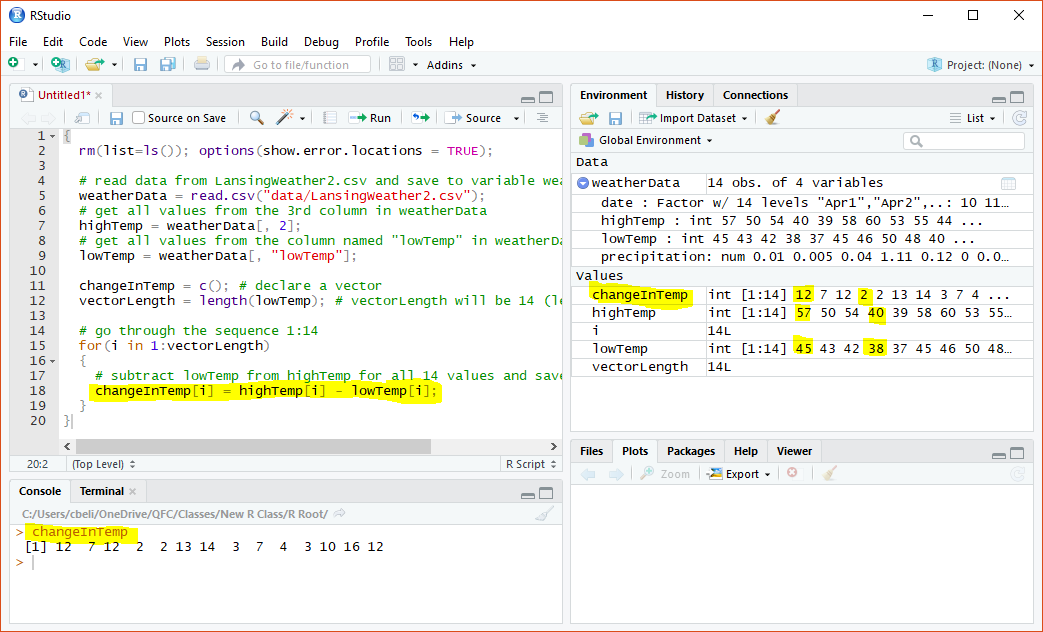 RStudio
File Edit Code View Plots Session Build Debug Profile Tools Help
Go to file/function Addins Project: (None)
Untitled1*
Source on Save Run Source
1 {
2 rm(list=ls()); options(show.error.locations = TRUE);
3
4 # read data from LansingWeather2.csv and save to variable wea
5 weatherData = read.csv("data/LansingWeather2.csv");
6 # get all values from the 3rd column in weatherData
7 highTemp = weatherData[, 2];
8 # get all values from the column named "lowTemp" in weatherDa
9 lowTemp = weatherData[, "lowTemp"];
10
11 changeInTemp = c(); # declare a vector
12 vectorLength = length(lowTemp); # vectorLength will be 14 (le
13
14 # go through the sequence 1:14
15 for(i in 1:vectorLength)
16 {
17 # subtract lowTemp from highTemp for all 14 values and save
18 changeInTemp[i] = highTemp[i] - lowTemp[i];
19 }
20 }
20:2 (Top Level) R Script
Console Terminal
C:/Users/cbeli/OneDrive/QFC/Classes/New R Class/R Root/
> changeInTemp
[1] 12 7 12 2 2 13 14 3 7 4 3 10 16 12
>
Environment History Connections
Import Dataset List
Global Environment
Data
weatherData 14 obs. of 4 variables
date : Factor w/ 14 levels "Apr1","Apr2",..: 10 11…
highTemp : int 57 50 54 40 39 58 60 53 55 44 ...
lowTemp : int 45 43 42 38 37 45 46 50 48 40 ...
precipitation: num 0.01 0.005 0.04 1.11 0.12 0 0.0…
Values
changeInTemp int [1:14] 12 7 12 2 2 13 14 3 7 4 ...
highTemp int [1:14] 57 50 54 40 39 58 60 53 55…
i 14L
lowTemp int [1:14] 45 43 42 38 37 45 46 50 48…
vectorLength 14L
Files Plots Packages Help Viewer
Zoom Export